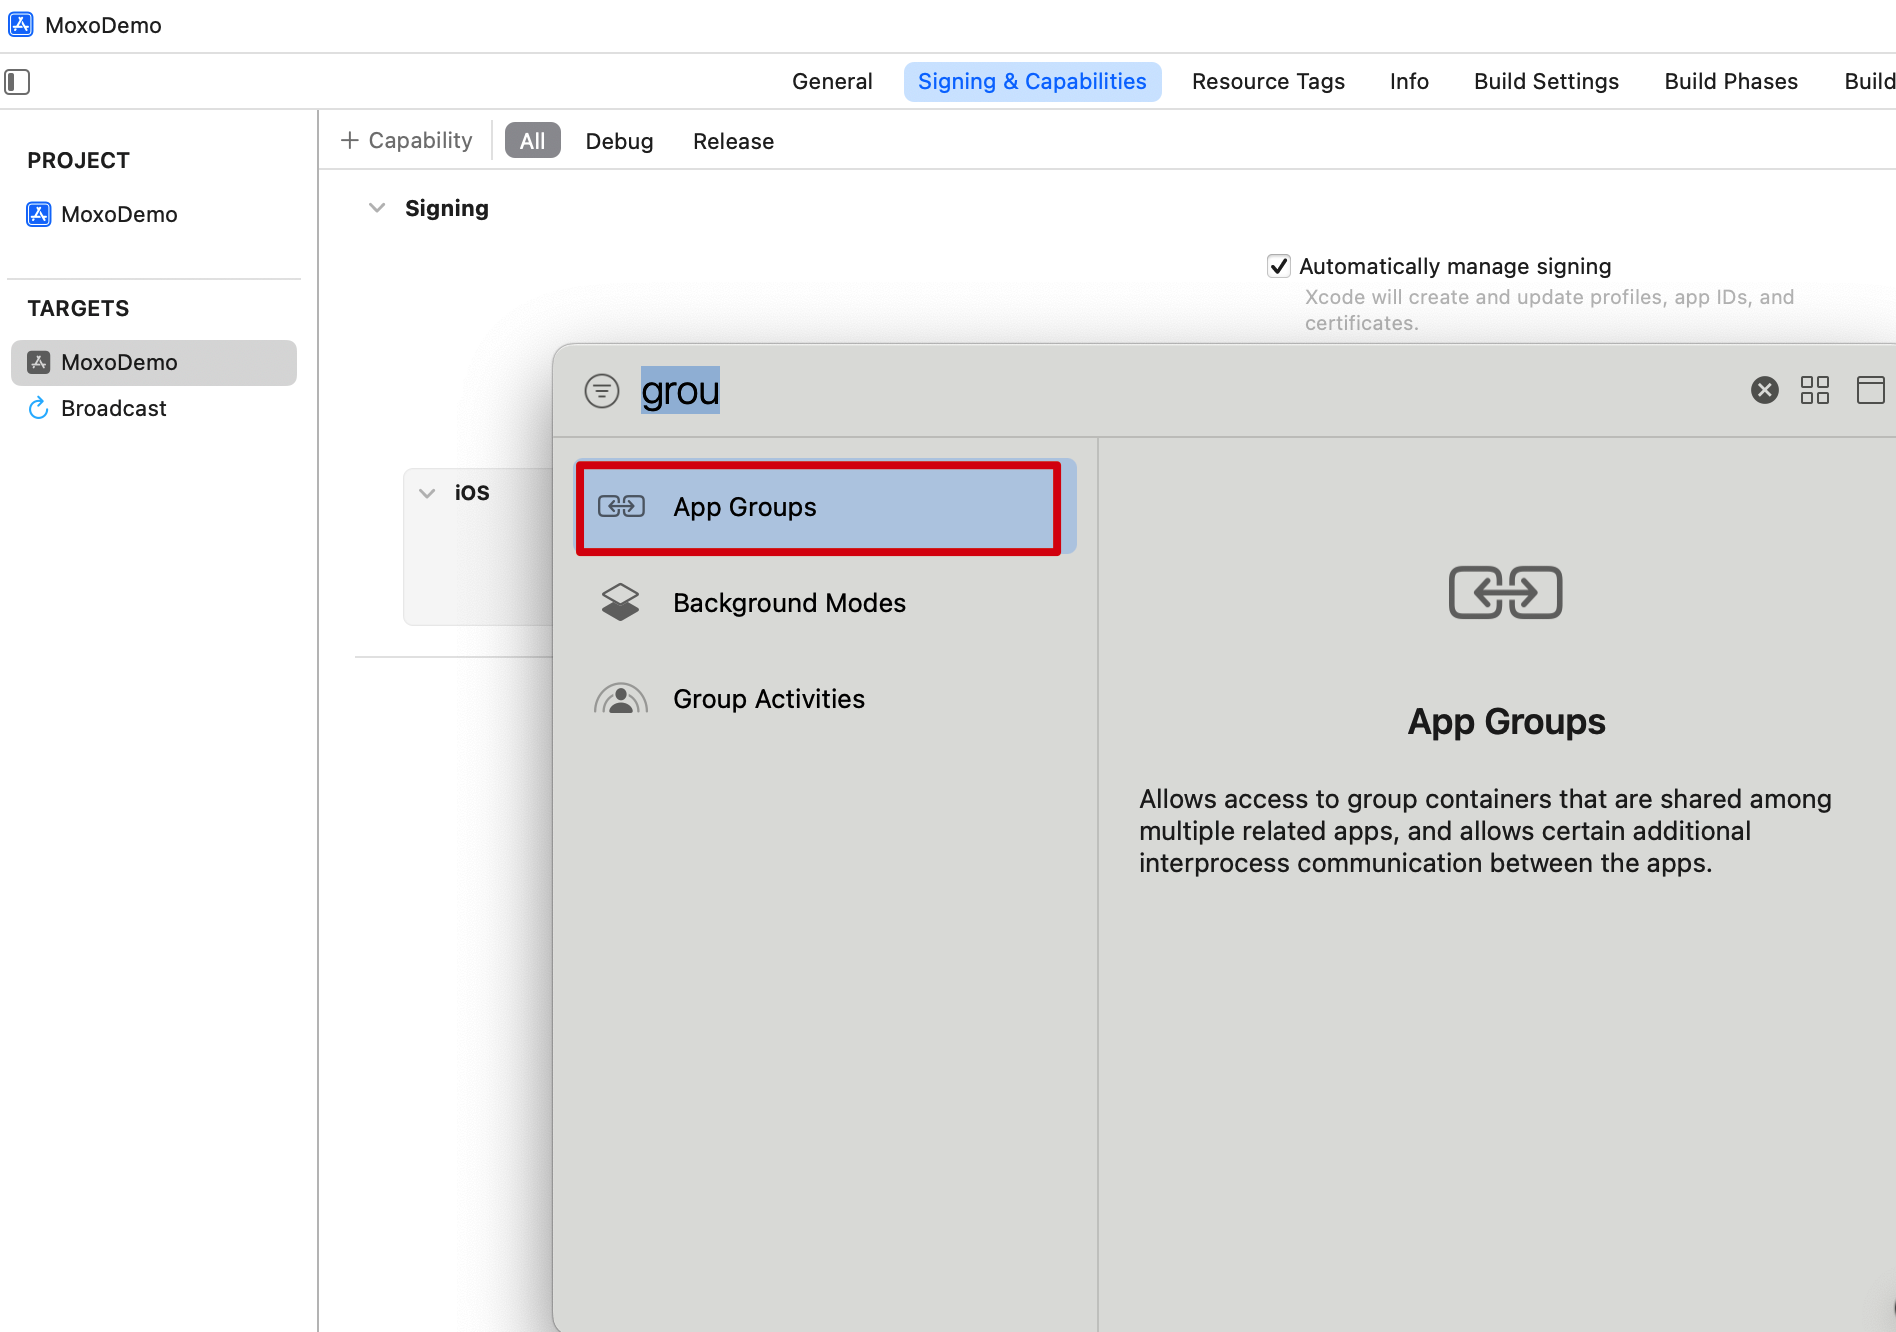 MoxoDemo
General
Signing & Capabilities
Resource Tags
Info
Build Settings
Build Phases
Build
PROJECT
MoxoDemo
TARGETS
MoxoDemo
Broadcast
+ Capability
All
Debug
Release
Signing
Automatically manage signing
Xcode will create and update profiles, app IDs, and
certificates.
iOS
grou
App Groups
Background Modes
Group Activities
App Groups
Allows access to group containers that are shared among
multiple related apps, and allows certain additional
interprocess communication between the apps.